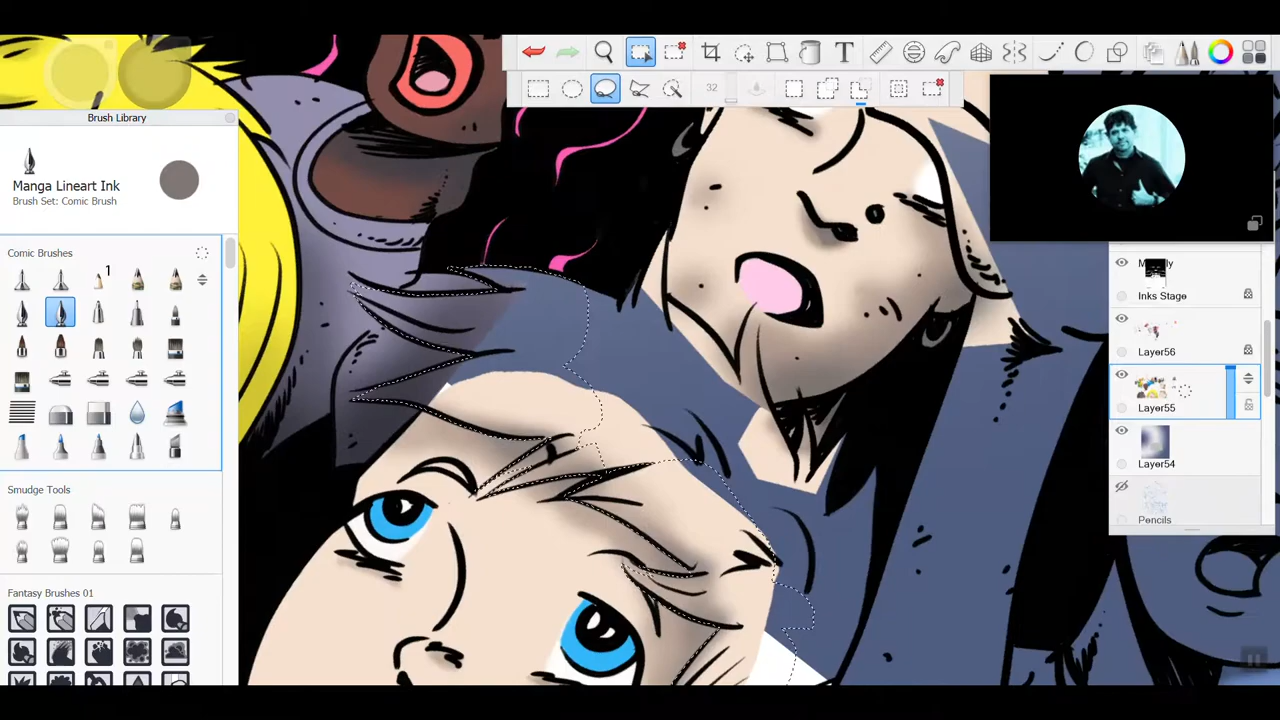 T
32
Brush Library
Manga Lineart Ink
Brush Set: Comic Brush
Comic Brushes
1
Smudge Tools
Fantasy Brushes 01
Inks Stage
Layer56
Layer55
Layer54
Pencils